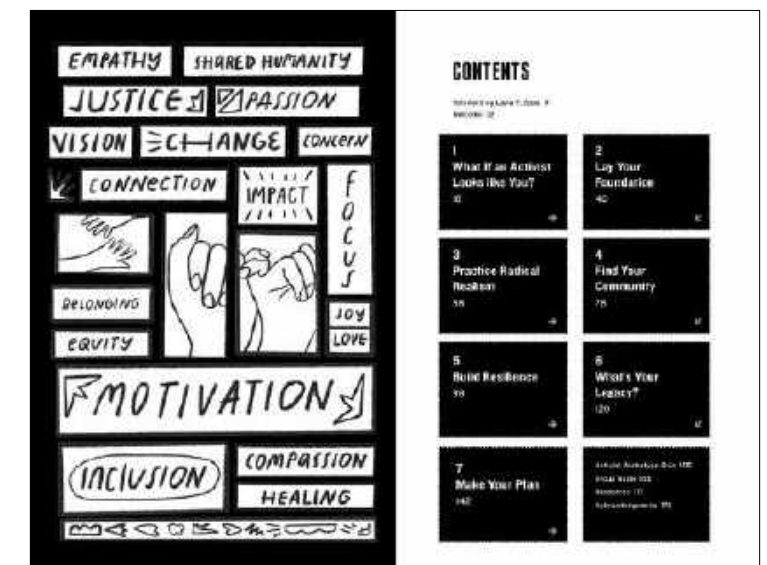 EMPATHY
SHARED HUMANITY
JUSTICE
PASSION
VISION
CHANGE
CONCERN
CONNECTION
IMPACT
FOCUS
BELONGING
EQUITY
JOY
LOVE
MOTIVATION
INCLUSION
COMPASSION
HEALING
CONTENTS
1
What If an Activist
Looks like You?
2
Lay Your
Foundation
40
3
Practice Radical
Realism
4
Find Your
Community
78
5
Build Resilience
6
What's Your
Legacy?
120
7
Make Your Plan
142